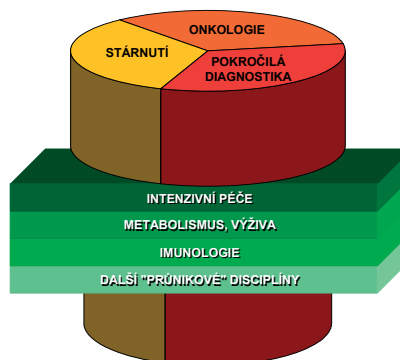 ONKOLOGIE
STÁRNUTÍ
POKROČILÁ
DIAGNOSTIKA
INTENZIVNÍ PÉČE
METABOLISMUS, VÝŽIVA
IMUNOLOGIE
DALŠÍ "PRŮNIKOVÉ" DISCIPLÍNY